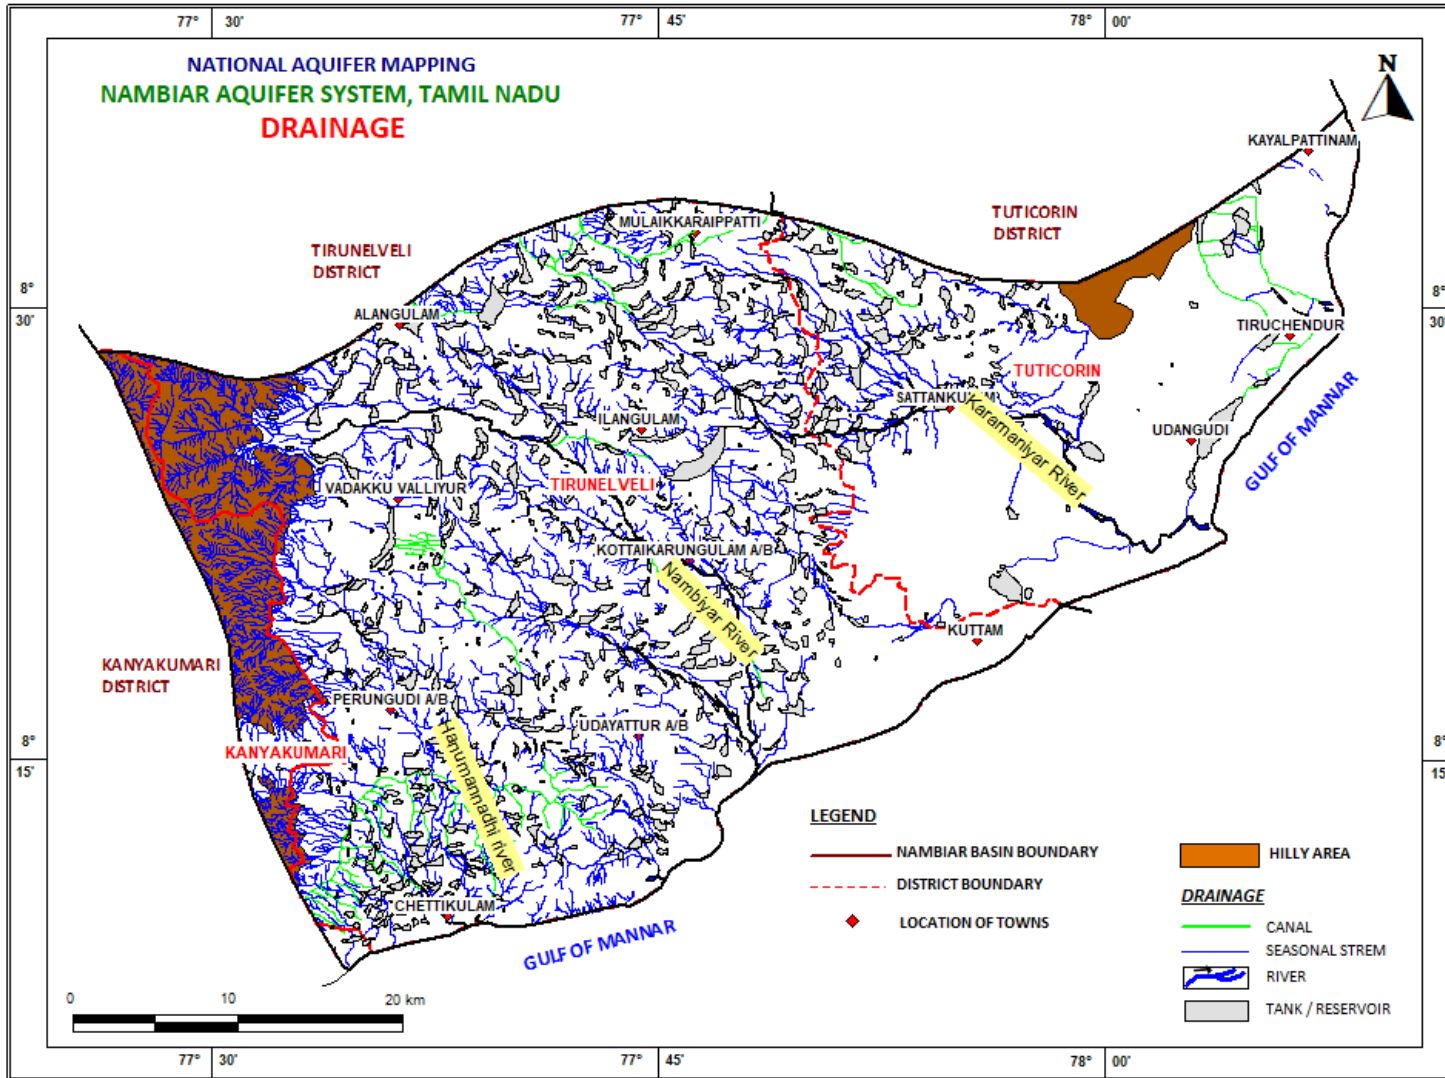 77° 30'
77° 45'
78° 00'
NATIONAL AQUIFER MAPPING
NAMBIAR AQUIFER SYSTEM, TAMIL NADU
DRAINAGE
N
KAYALPATTINAM
TUTICORIN
DISTRICT
MULAIKKARAIPPATTI
TIRUNELVELI
DISTRICT
8°
30'
8°
30'
ALANGULAM
TIRUCHENDUR
TUTICORIN
SATTANKULAM
Karamaniyar River
ILANGULAM
UDANGUDI
GULF OF MANNAR
VADAKKU VALLIYUR
TIRUNELVELI
KOTTAIKARUNGULAM A/B
Nambiyar River
KUTTAM
KANYAKUMARI
DISTRICT
PERUNGUDI A/B
UDAYATTUR A/B
Hanumannadhi river
KANYAKUMARI
8°
15'
8°
15'
CHETTIKULAM
GULF OF MANNAR
LEGEND
NAMBIAR BASIN BOUNDARY
DISTRICT BOUNDARY
LOCATION OF TOWNS
HILLY AREA
DRAINAGE
CANAL
SEASONAL STREM
RIVER
TANK / RESERVOIR
0 10 20 km
77° 30'
77° 45'
78° 00'